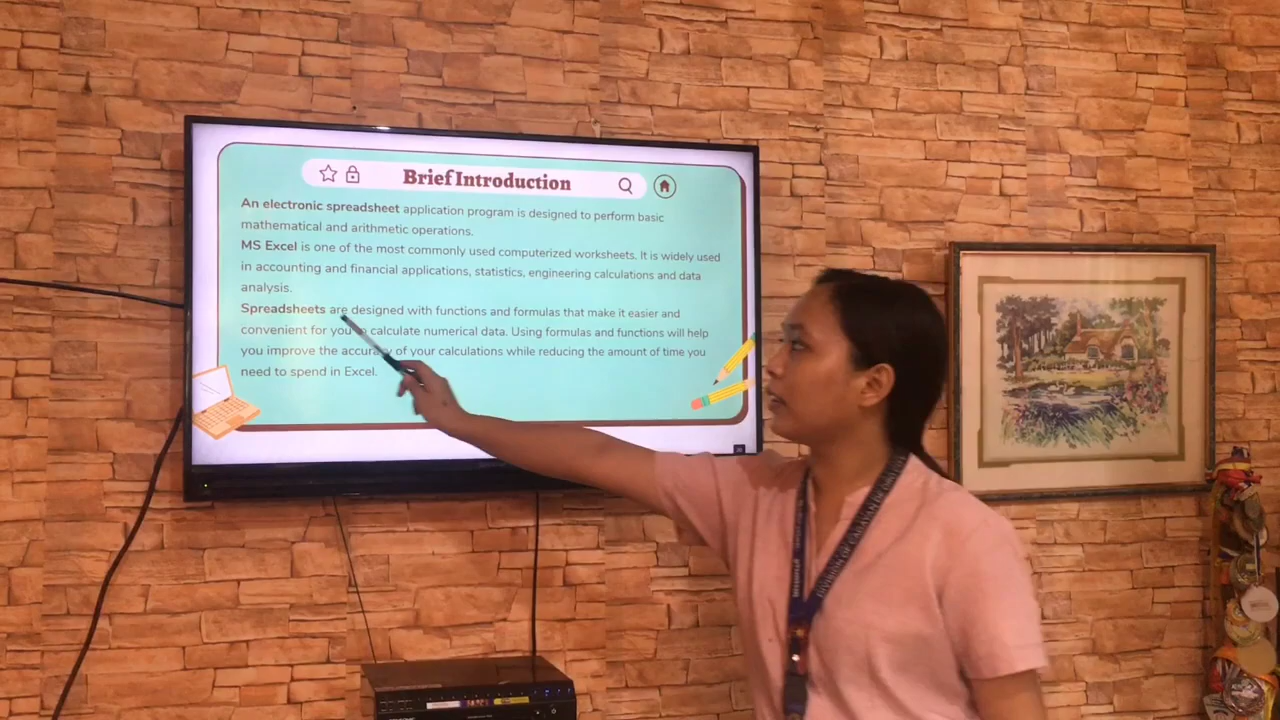 Brief Introduction
An electronic spreadsheet application program is designed to perform basic
mathematical and arithmetic operations.
MS Excel is one of the most commonly used computerized worksheets. It is widely used
in accounting and financial applications, statistics, engineering calculations and data
analysis.
Spreadsheets are designed with functions and formulas that make it easier and
convenient for you to calculate numerical data. Using formulas and functions will help
you improve the accuracy of your calculations while reducing the amount of time you
need to spend in Excel.
DIVISION OF